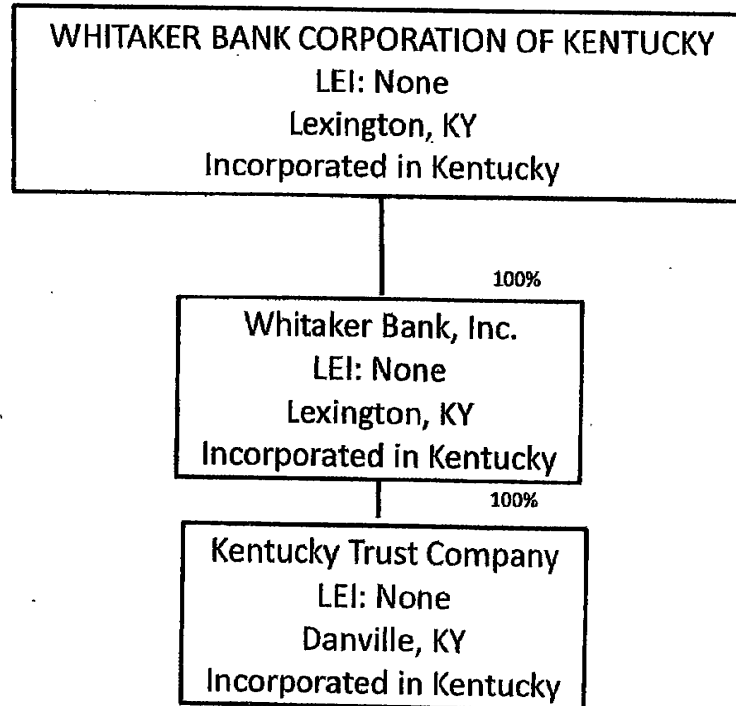 WHITAKER BANK CORPORATION OF KENTUCKY
LEI: None
Lexington, KY
Incorporated in Kentucky
100%
Whitaker Bank, Inc.
LEI: None
Lexington, KY
Incorporated in Kentucky
100%
Kentucky Trust Company
LEI: None
Danville, KY
Incorporated in Kentucky